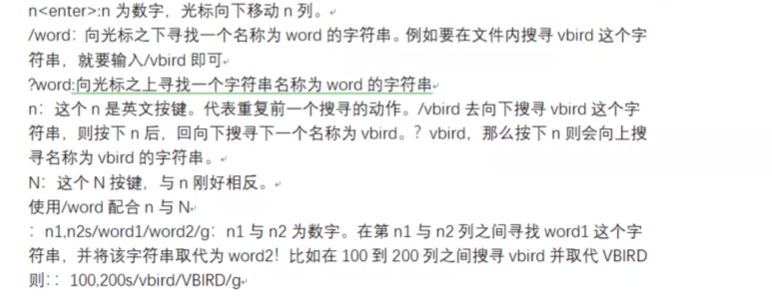 n<enter>:n 为数字，光标向下移动 n 列。
/word：向光标之下寻找一个名称为 word 的字符串。例如要在文件内搜寻 vbird 这个字
符串，就要输入/vbird 即可
?word:向光标之上寻找一个字符串名称为 word 的字符串
n：这个 n 是英文按键。代表重复前一个搜寻的动作。/vbird 去向下搜寻 vbird 这个字
符串，则按下 n 后，回向下搜寻下一个名称为 vbird。？vbird，那么按下 n 则会向上搜
寻名称为 vbird 的字符串。
N：这个 N 按键，与 n 刚好相反。
使用/word 配合 n 与 N
：n1,n2s/word1/word2/g：n1 与 n2 为数字。在第 n1 与 n2 列之间寻找 word1 这个字
符串，并将该字符串取代为 word2！比如在 100 到 200 列之间搜寻 vbird 并取代 VBIRD
则：：100,200s/vbird/VBIRD/g